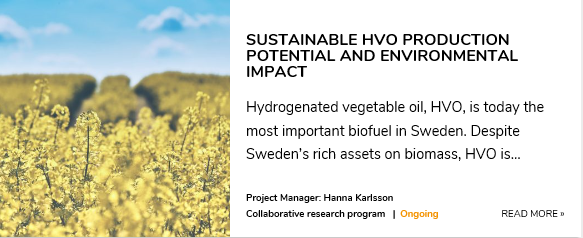 SUSTAINABLE HVO PRODUCTION
POTENTIAL AND ENVIRONMENTAL
IMPACT
Hydrogenated vegetable oil, HVO, is today the
most important biofuel in Sweden. Despite
Sweden's rich assets on biomass, HVO is...
Project Manager: Hanna Karlsson
Collaborative research program | Ongoing
READ MORE »